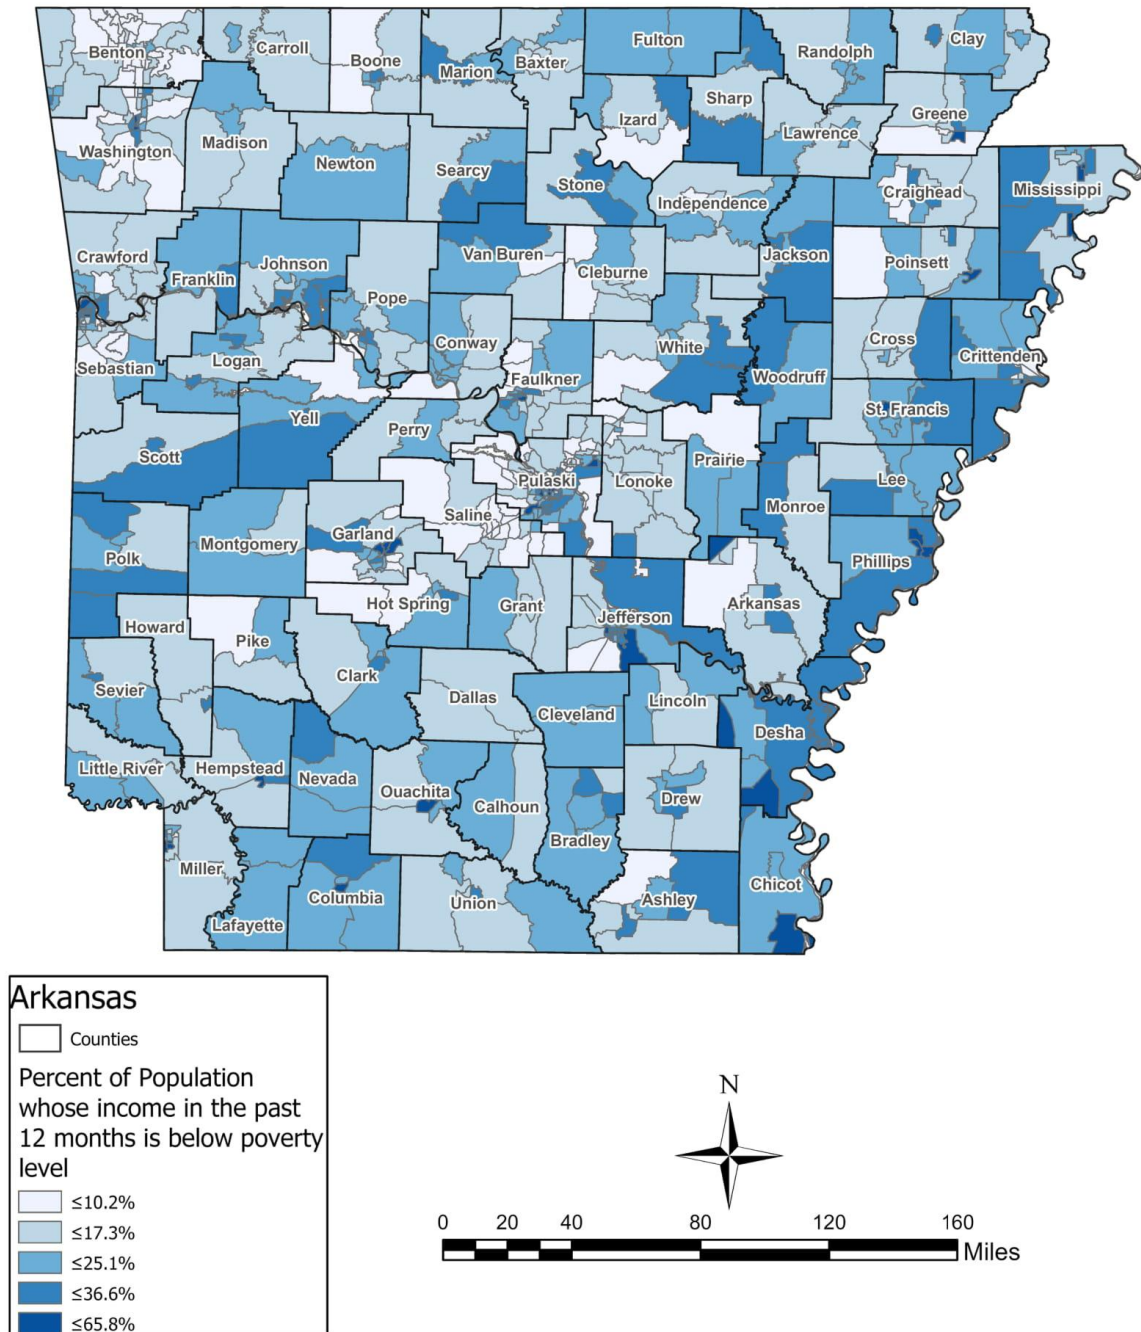 Benton
Carroll
Boone
Marion
Baxter
Fulton
Randolph
Clay
Sharp
Izard
Greene
Lawrence
Washington
Madison
Newton
Searcy
Stone
Independence
Craighead
Mississippi
Crawford
Franklin
Johnson
Pope
Van Buren
Cleburne
Jackson
Poinsett
Sebastian
Logan
Conway
Faulkner
White
Woodruff
Cross
Crittenden
Yell
Perry
St. Francis
Scott
Pulaski
Lonoke
Prairie
Lee
Saline
Monroe
Polk
Montgomery
Garland
Phillips
Hot Spring
Grant
Jefferson
Arkansas
Howard
Pike
Clark
Sevier
Dallas
Cleveland
Lincoln
Desha
Little River
Hempstead
Nevada
Ouachita
Calhoun
Bradley
Drew
Miller
Lafayette
Columbia
Union
Ashley
Chicot
Arkansas
Counties
Percent of Population
whose income in the past
12 months is below poverty
level
≤10.2%
≤17.3%
≤25.1%
≤36.6%
≤65.8%
N
0 20 40 80 120 160
Miles